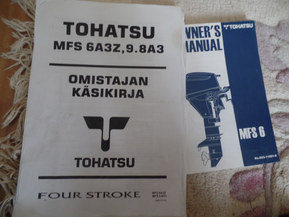 TOHATSU
MFS 6A3Z,9.8A3
OMISTAJAN
KÄSIKIRJA
TOHATSU
FOUR STROKE
TOHATSU
OWNER'S
MANUAL
MFS 6